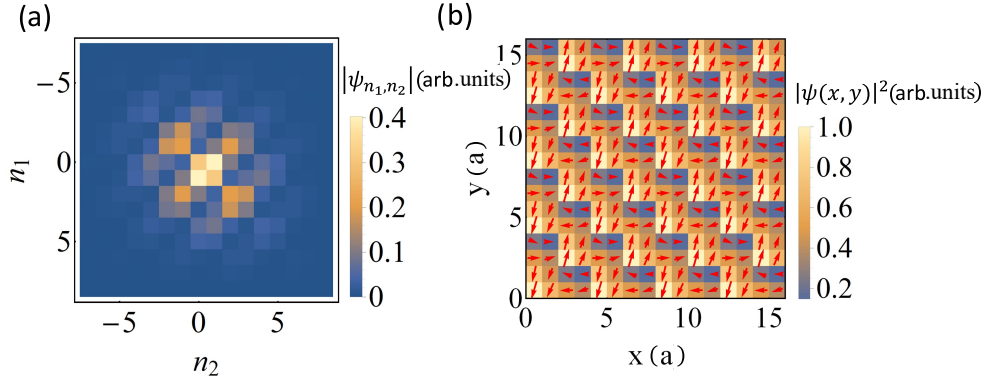 (a)
(b)
n₁
−5
0
5
−5 0 5
n₂
|ψₙ₁,ₙ₂| (arb.units)
0.4
0.3
0.2
0.1
0
y (a)
15
10
5
0
0 5 10 15
x (a)
|ψ(x, y)|² (arb.units)
1.0
0.8
0.6
0.4
0.2